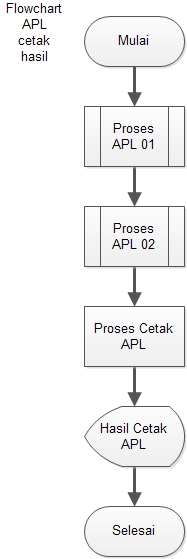 Flowchart
APL
cetak
hasil
Mulai
Proses
APL 01
Proses
APL 02
Proses Cetak
APL
Hasil Cetak
APL
Selesai